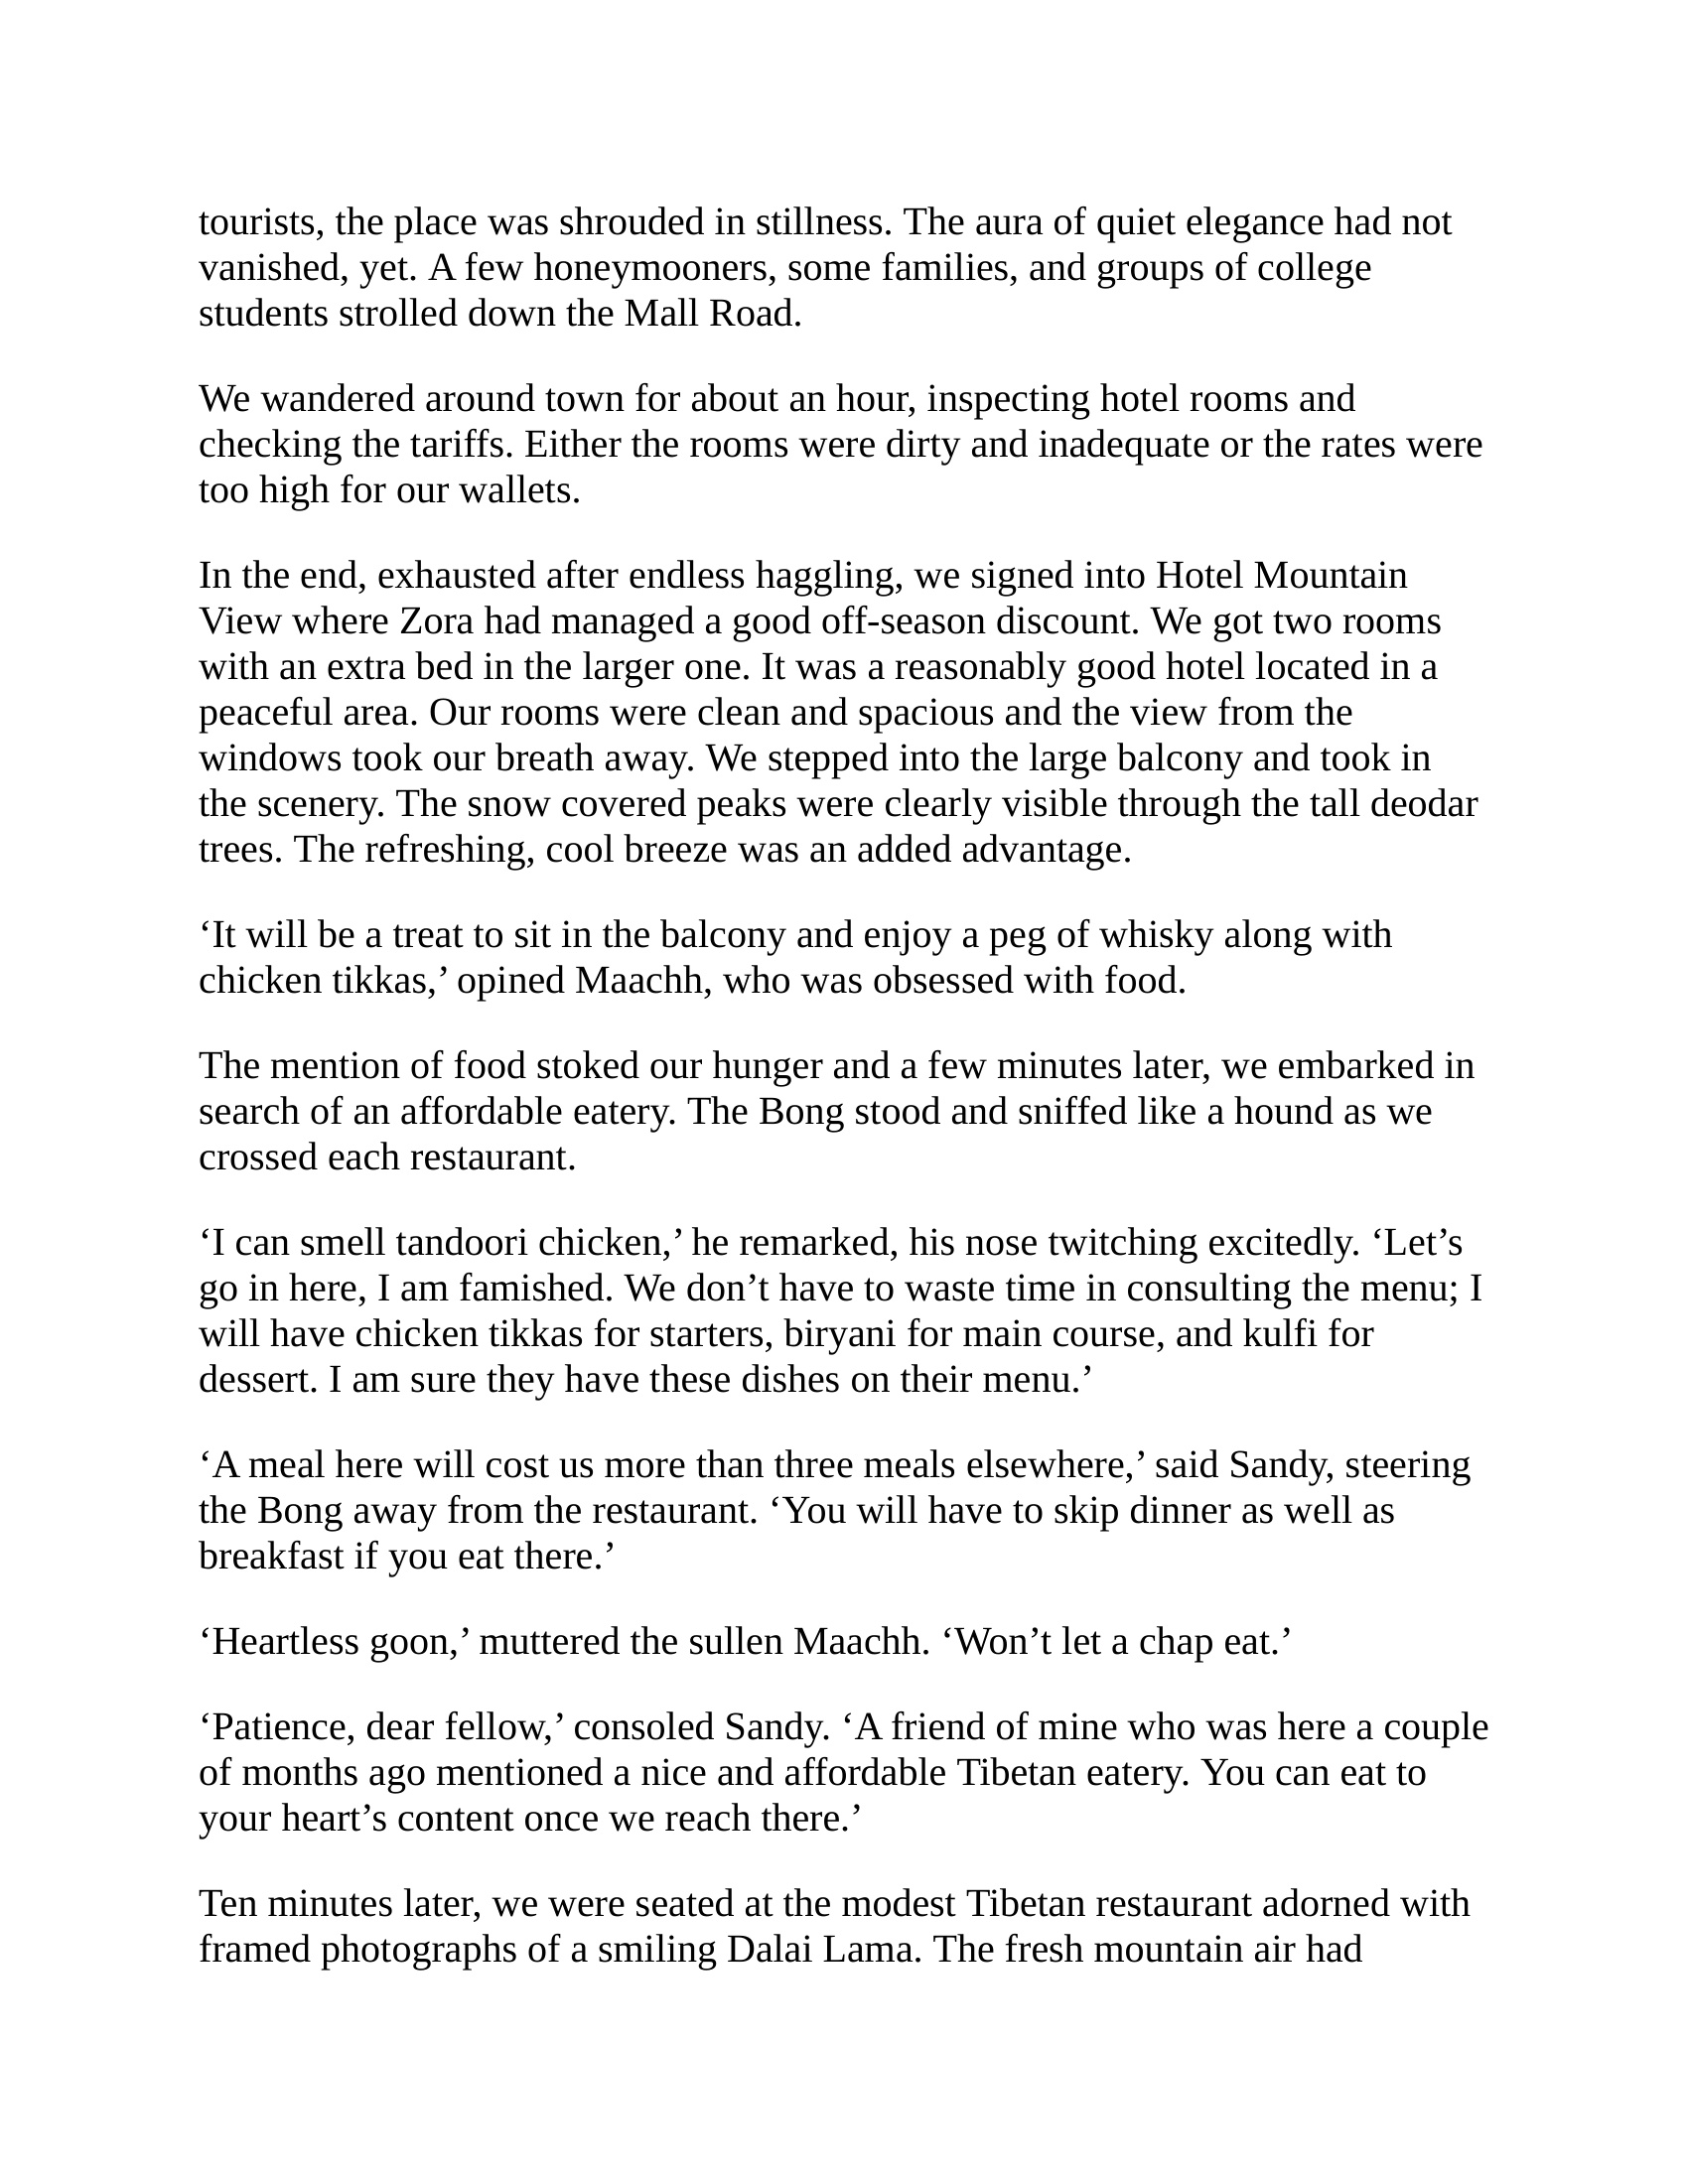 tourists, the place was shrouded in stillness. The aura of quiet elegance had not
vanished, yet. A few honeymooners, some families, and groups of college
students strolled down the Mall Road.
We wandered around town for about an hour, inspecting hotel rooms and
checking the tariffs. Either the rooms were dirty and inadequate or the rates were
too high for our wallets.
In the end, exhausted after endless haggling, we signed into Hotel Mountain
View where Zora had managed a good off-season discount. We got two rooms
with an extra bed in the larger one. It was a reasonably good hotel located in a
peaceful area. Our rooms were clean and spacious and the view from the
windows took our breath away. We stepped into the large balcony and took in
the scenery. The snow covered peaks were clearly visible through the tall deodar
trees. The refreshing, cool breeze was an added advantage.
‘It will be a treat to sit in the balcony and enjoy a peg of whisky along with
chicken tikkas,’ opined Maachh, who was obsessed with food.
The mention of food stoked our hunger and a few minutes later, we embarked in
search of an affordable eatery. The Bong stood and sniffed like a hound as we
crossed each restaurant.
‘I can smell tandoori chicken,’ he remarked, his nose twitching excitedly. ‘Let’s
go in here, I am famished. We don’t have to waste time in consulting the menu; I
will have chicken tikkas for starters, biryani for main course, and kulfi for
dessert. I am sure they have these dishes on their menu.’
‘A meal here will cost us more than three meals elsewhere,’ said Sandy, steering
the Bong away from the restaurant. ‘You will have to skip dinner as well as
breakfast if you eat there.’
‘Heartless goon,’ muttered the sullen Maachh. ‘Won’t let a chap eat.’
‘Patience, dear fellow,’ consoled Sandy. ‘A friend of mine who was here a couple
of months ago mentioned a nice and affordable Tibetan eatery. You can eat to
your heart’s content once we reach there.’
Ten minutes later, we were seated at the modest Tibetan restaurant adorned with
framed photographs of a smiling Dalai Lama. The fresh mountain air had